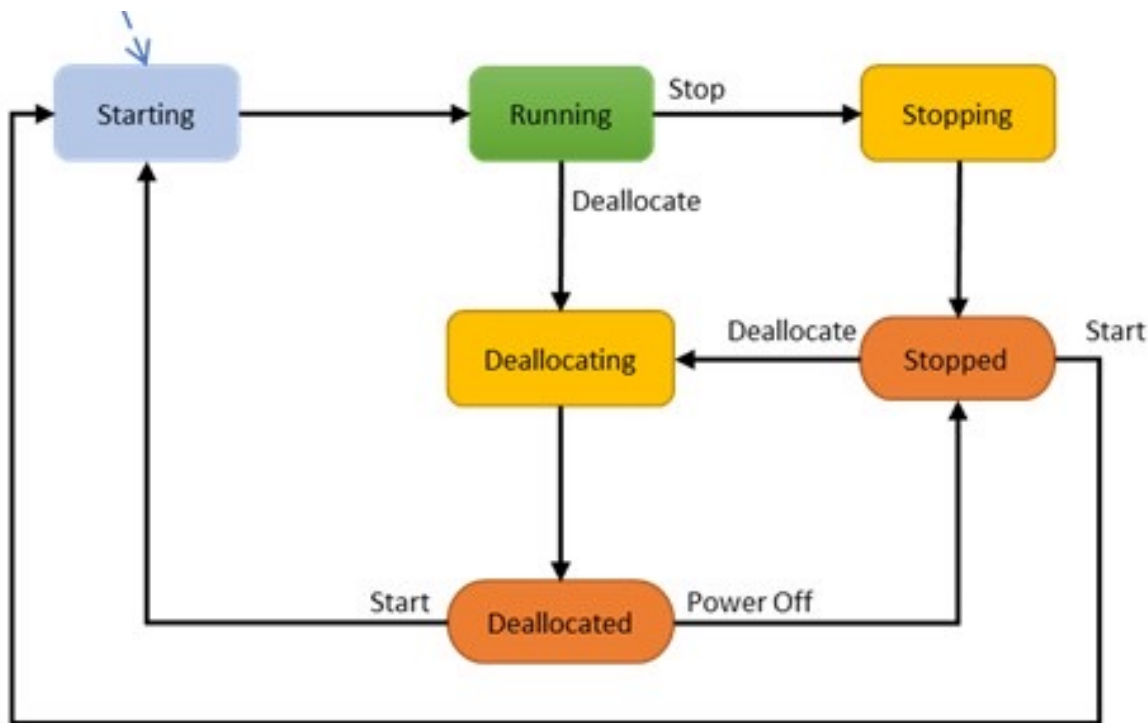 Starting
Running
Stop
Stopping
Deallocate
Deallocating
Deallocate
Stopped
Start
Start
Deallocated
Power Off